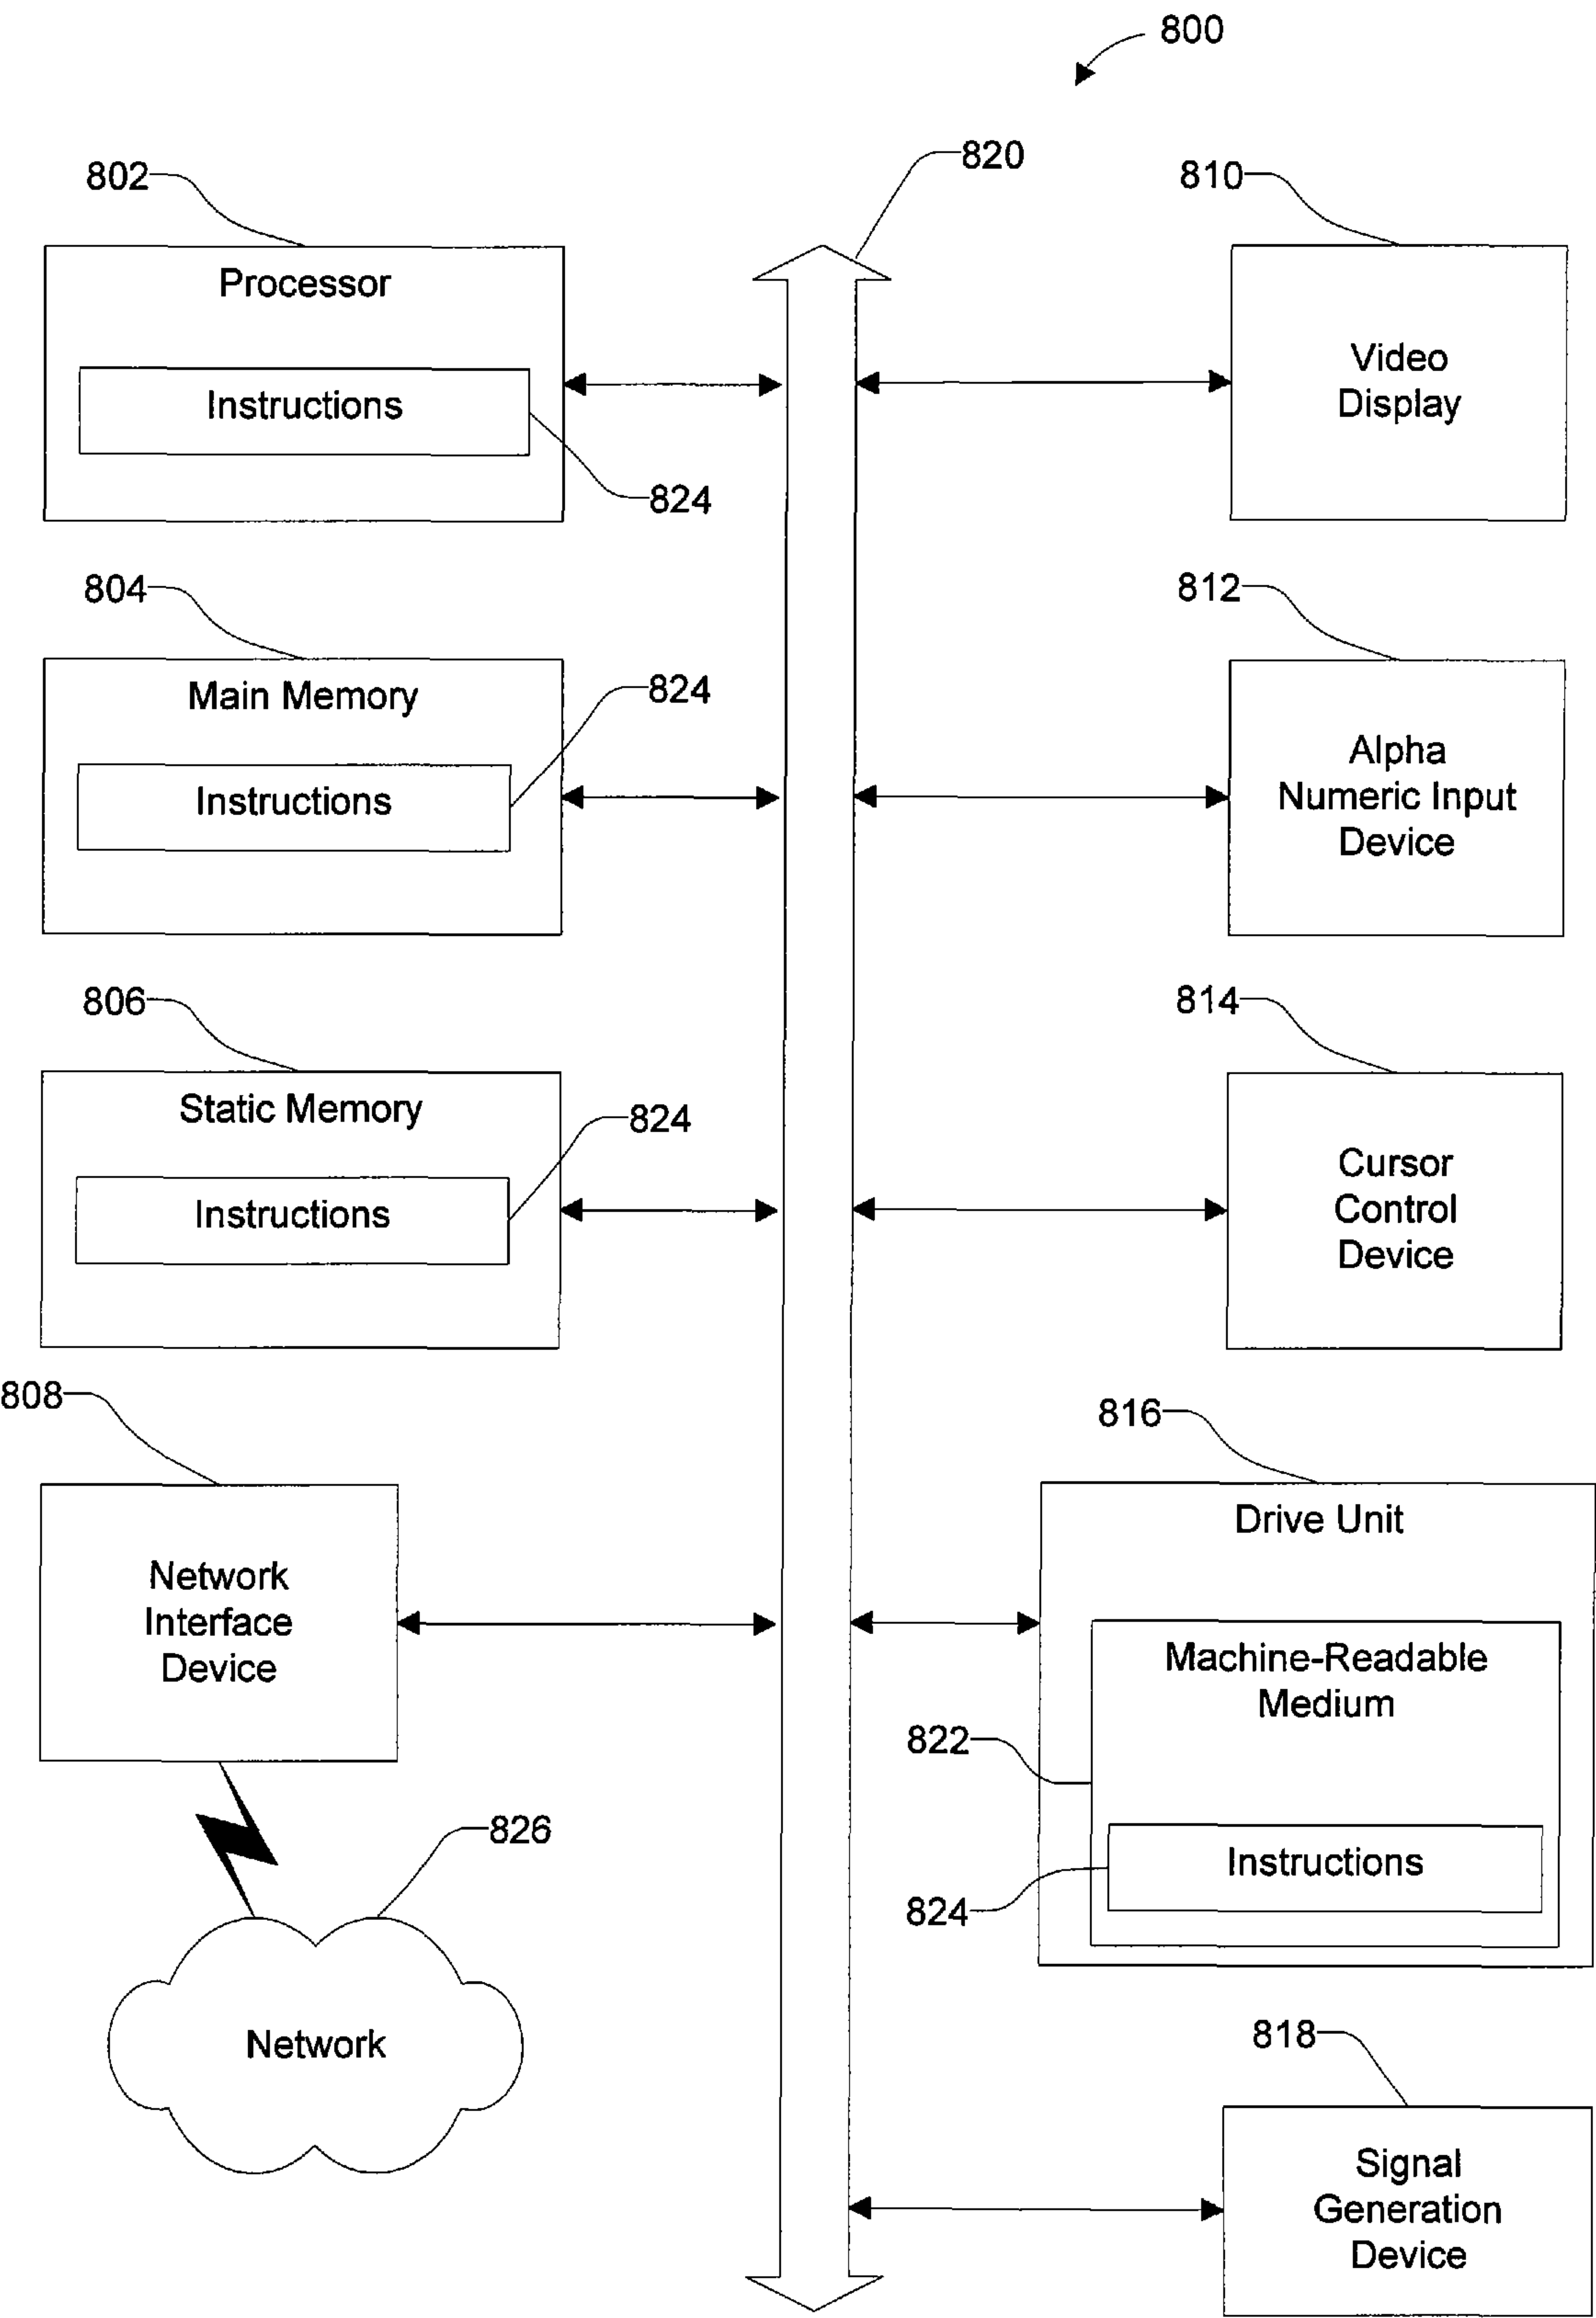 800
820
802
Processor
Instructions
824
810
Video
Display
804
Main Memory
824
Instructions
812
Alpha
Numeric Input
Device
806
Static Memory
824
Instructions
814
Cursor
Control
Device
808
Network
Interface
Device
816
Drive Unit
Machine-Readable
Medium
822
Instructions
824
826
Network
818
Signal
Generation
Device